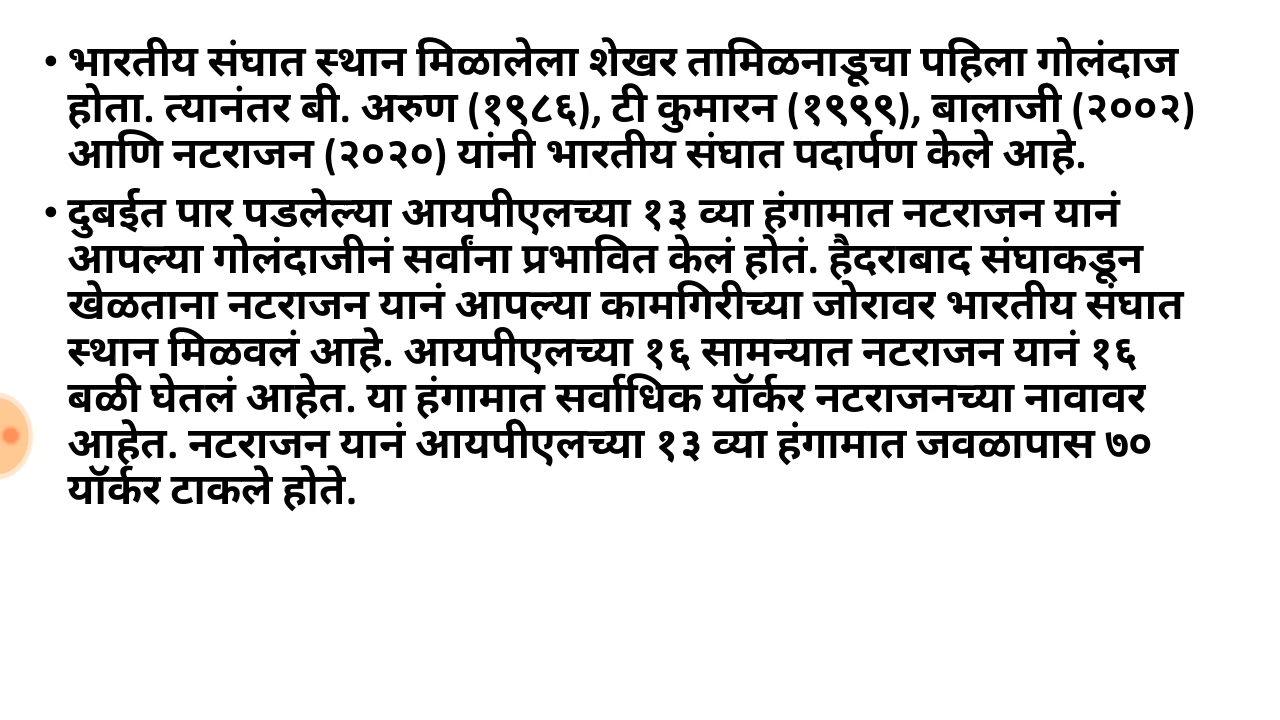 • भारतीय संघात स्थान मिळालेला शेखर तामिळनाडूचा पहिला गोलंदाज
होता. त्यानंतर बी. अरुण (१९८६), टी कुमारन (१९९९), बालाजी (२००२)
आणि नटराजन (२०२०) यांनी भारतीय संघात पदार्पण केले आहे.
• दुबईत पार पडलेल्या आयपीएलच्या १३ व्या हंगामात नटराजन यानं
आपल्या गोलंदाजीनं सर्वांना प्रभावित केलं होतं. हैदराबाद संघाकडून
खेळताना नटराजन यानं आपल्या कामगिरीच्या जोरावर भारतीय संघात
स्थान मिळवलं आहे. आयपीएलच्या १६ सामन्यात नटराजन यानं १६
बळी घेतलं आहेत. या हंगामात सर्वाधिक यॉर्कर नटराजनच्या नावावर
आहेत. नटराजन यानं आयपीएलच्या १३ व्या हंगामात जवळापास ७०
यॉर्कर टाकले होते.